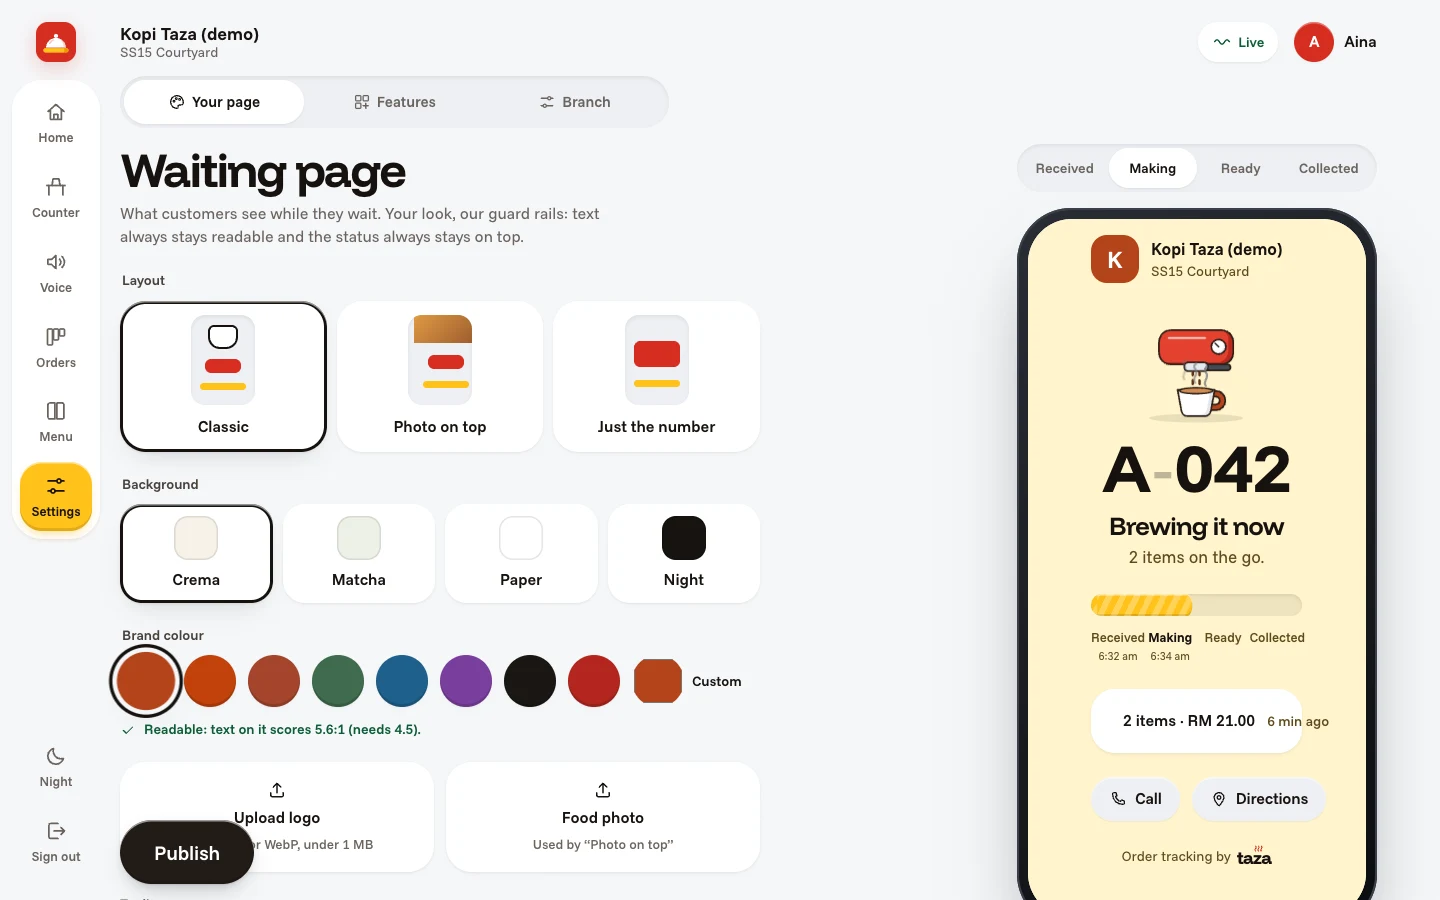 Kopi Taza (demo)
SS15 Courtyard
Live
A
Aina
Home
Counter
Voice
Orders
Menu
Settings
Night
Sign out
Your page
Features
Branch
Waiting page
What customers see while they wait. Your look, our guard rails: text
always stays readable and the status always stays on top.
Layout
Classic
Photo on top
Just the number
Background
Crema
Matcha
Paper
Night
Brand colour
Custom
Readable: text on it scores 5.6:1 (needs 4.5).
Upload logo
or WebP, under 1 MB
Food photo
Used by “Photo on top”
Publish
Received
Making
Ready
Collected
K
Kopi Taza (demo)
SS15 Courtyard
A-042
Brewing it now
2 items on the go.
Received Making Ready Collected
6:32 am 6:34 am
2 items · RM 21.00 6 min ago
Call
Directions
Order tracking by taza